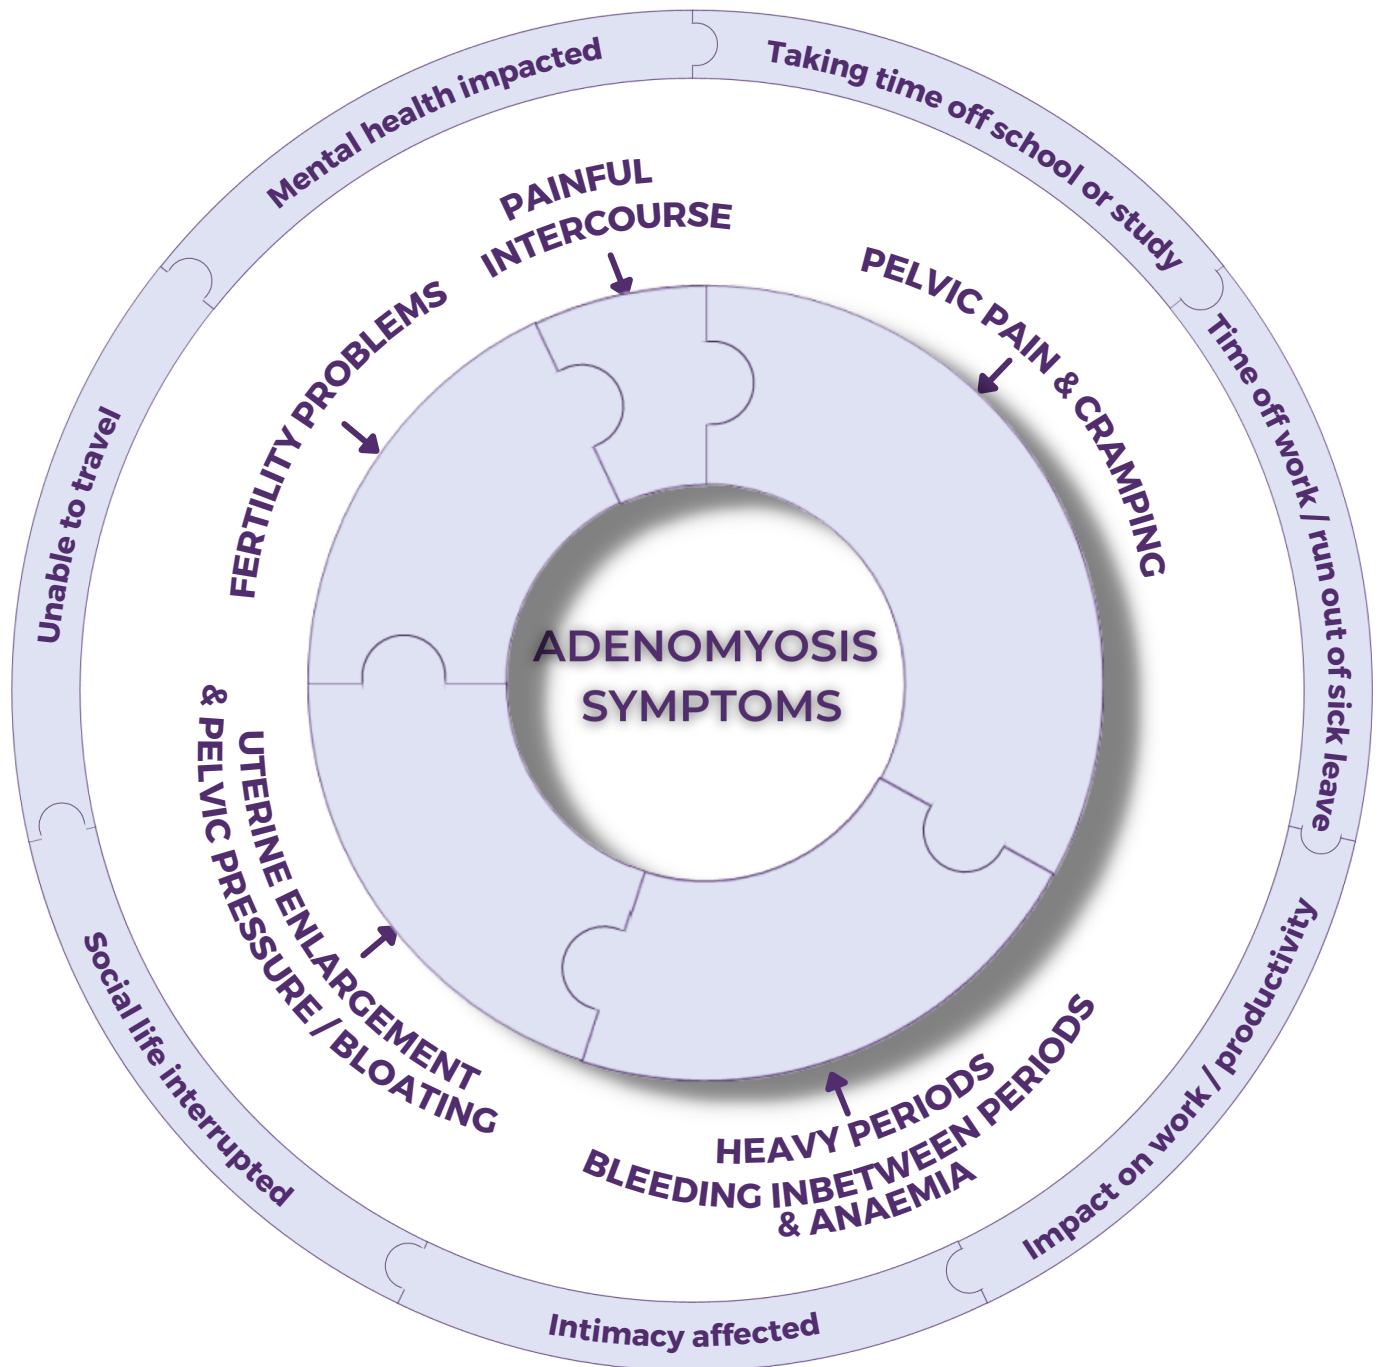 Mental health impacted
Taking time off school or study
Time off work / run out of sick leave
Impact on work / productivity
Intimacy affected
Social life interrupted
Unable to travel
PAINFUL
INTERCOURSE
PELVIC PAIN & CRAMPING
HEAVY PERIODS
BLEEDING INBETWEEN PERIODS
& ANAEMIA
UTERINE ENLARGEMENT
& PELVIC PRESSURE / BLOATING
FERTILITY PROBLEMS
ADENOMYOSIS
SYMPTOMS